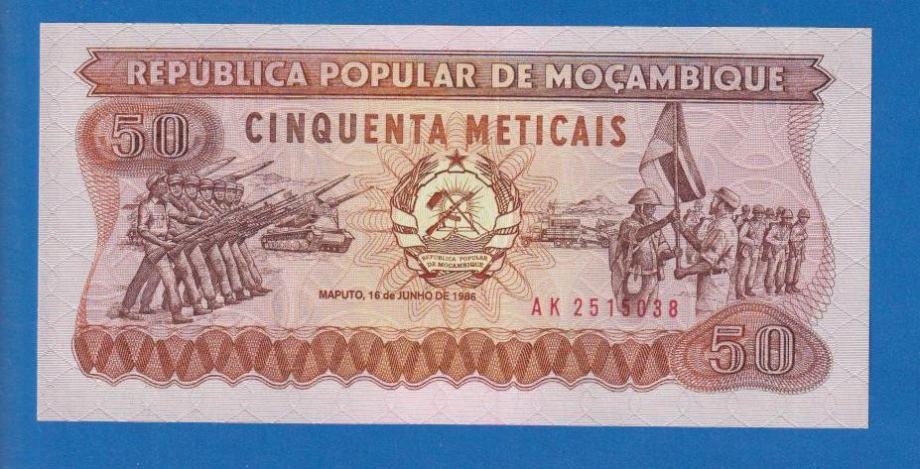 REPÚBLICA POPULAR DE MOÇAMBIQUE
50
CINQUENTA METICAIS
REPUBLICA POPULAR
DE MOÇAMBIQUE
MAPUTO, 16 de JUNHO DE 1986
AK 2515038
50